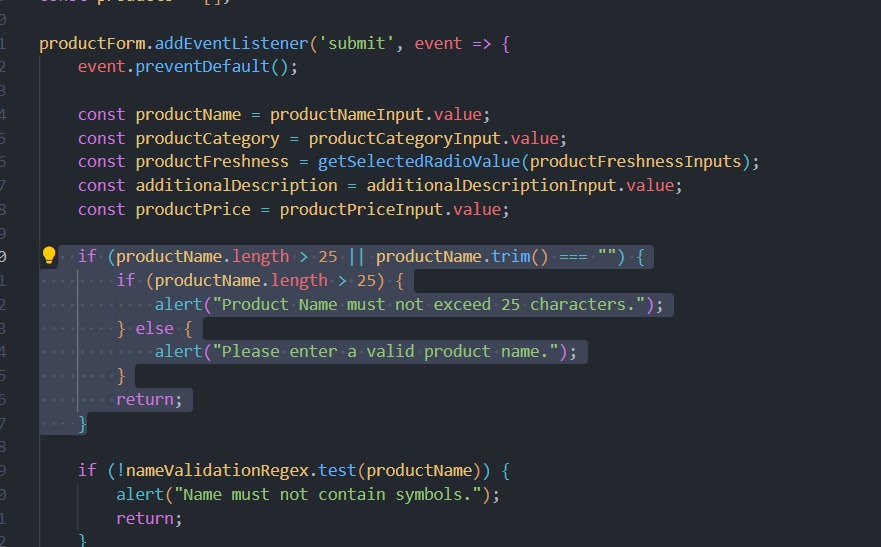 productForm.addEventListener('submit', event => {
event.preventDefault();
const productName = productNameInput.value;
const productCategory = productCategoryInput.value;
const productFreshness = getSelectedRadioValue(productFreshnessInputs);
const additionalDescription = additionalDescriptionInput.value;
const productPrice = productPriceInput.value;
if (productName.length > 25 || productName.trim() === "") {
if (productName.length > 25) {
alert("Product Name must not exceed 25 characters.");
} else {
alert("Please enter a valid product name.");
}
return;
}
if (!nameValidationRegex.test(productName)) {
alert("Name must not contain symbols.");
return;
}